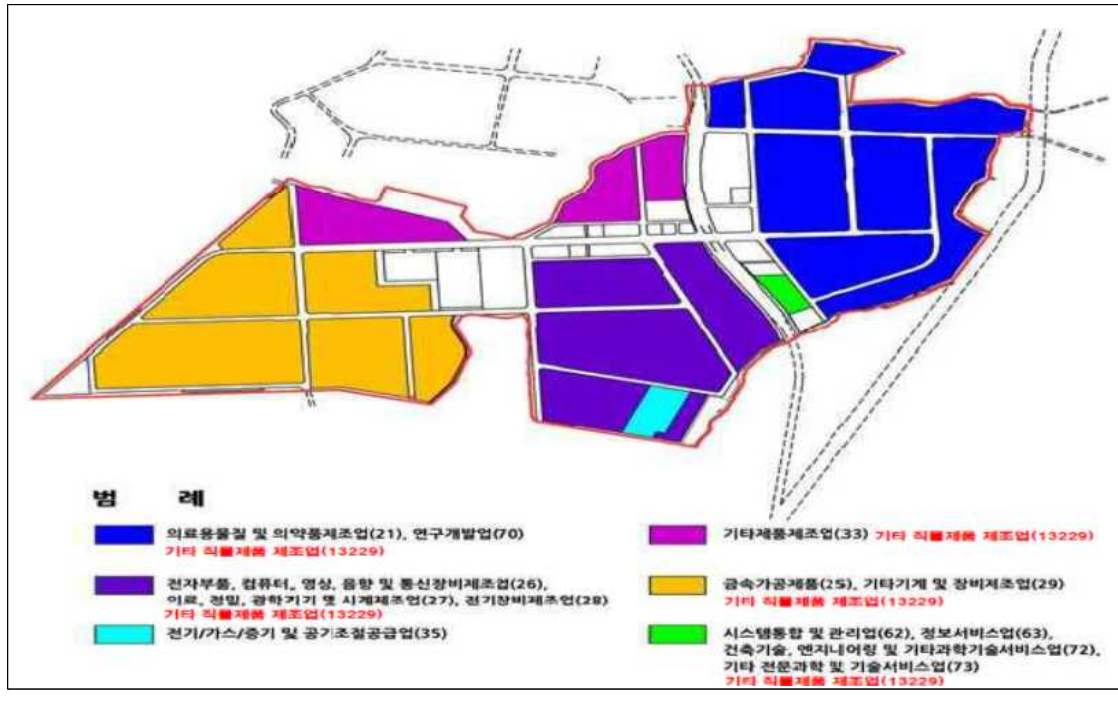 범 례
의료용물질 및 의약품제조업(21), 연구개발업(70)
기타 직물제품 제조업(13229)
전자부품, 컴퓨터, 영상, 음향 및 통신장비제조업(26),
의료, 정밀, 광학기기 및 시계제조업(27), 전기장비제조업(28)
기타 직물제품 제조업(13229)
전기/가스/증기 및 공기조절공급업(35)
기타제품제조업(33) 기타 직물제품 제조업(13229)
금속가공제품(25), 기타기계 및 장비제조업(29)
기타 직물제품 제조업(13229)
시스템통합 및 관리업(62), 정보서비스업(63),
건축기술, 엔지니어링 및 기타과학기술서비스업(72),
기타 전문과학 및 기술서비스업(73)
기타 직물제품 제조업(13229)